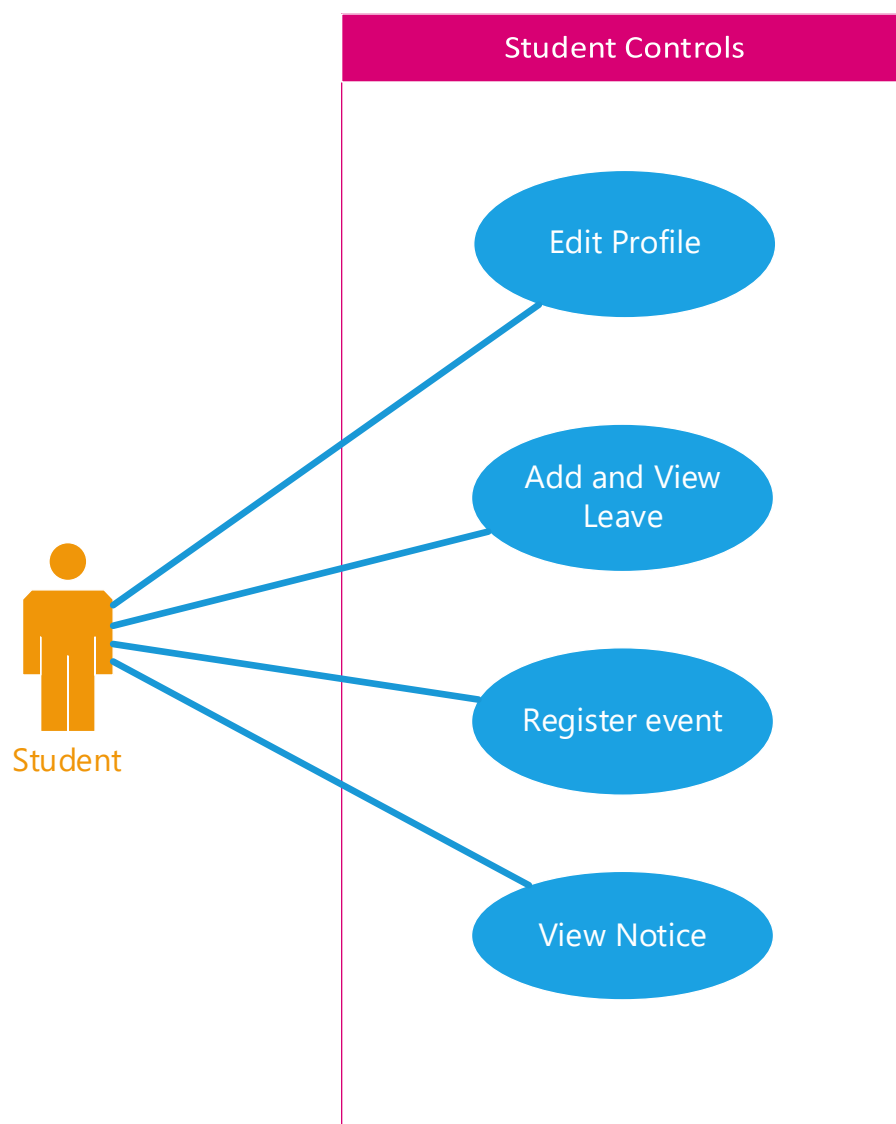 Student Controls
Edit Profile
Add and View
Leave
Register event
Student
View Notice